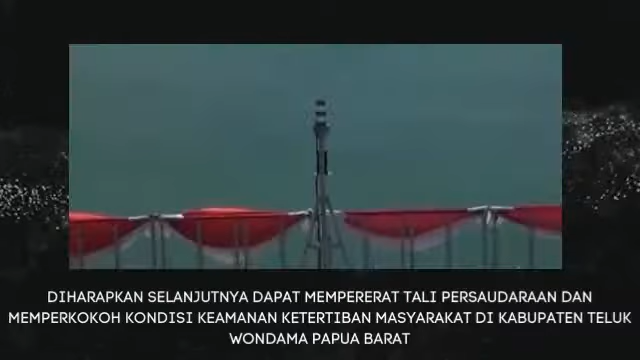 DIHARAPKAN SELANJUTNYA DAPAT MEMPERERAT TALI PERSAUDARAAN DAN
MEMPERKOKOH KONDISI KEAMANAN KETERTIBAN MASYARAKAT DI KABUPATEN TELUK
WONDAMA PAPUA BARAT